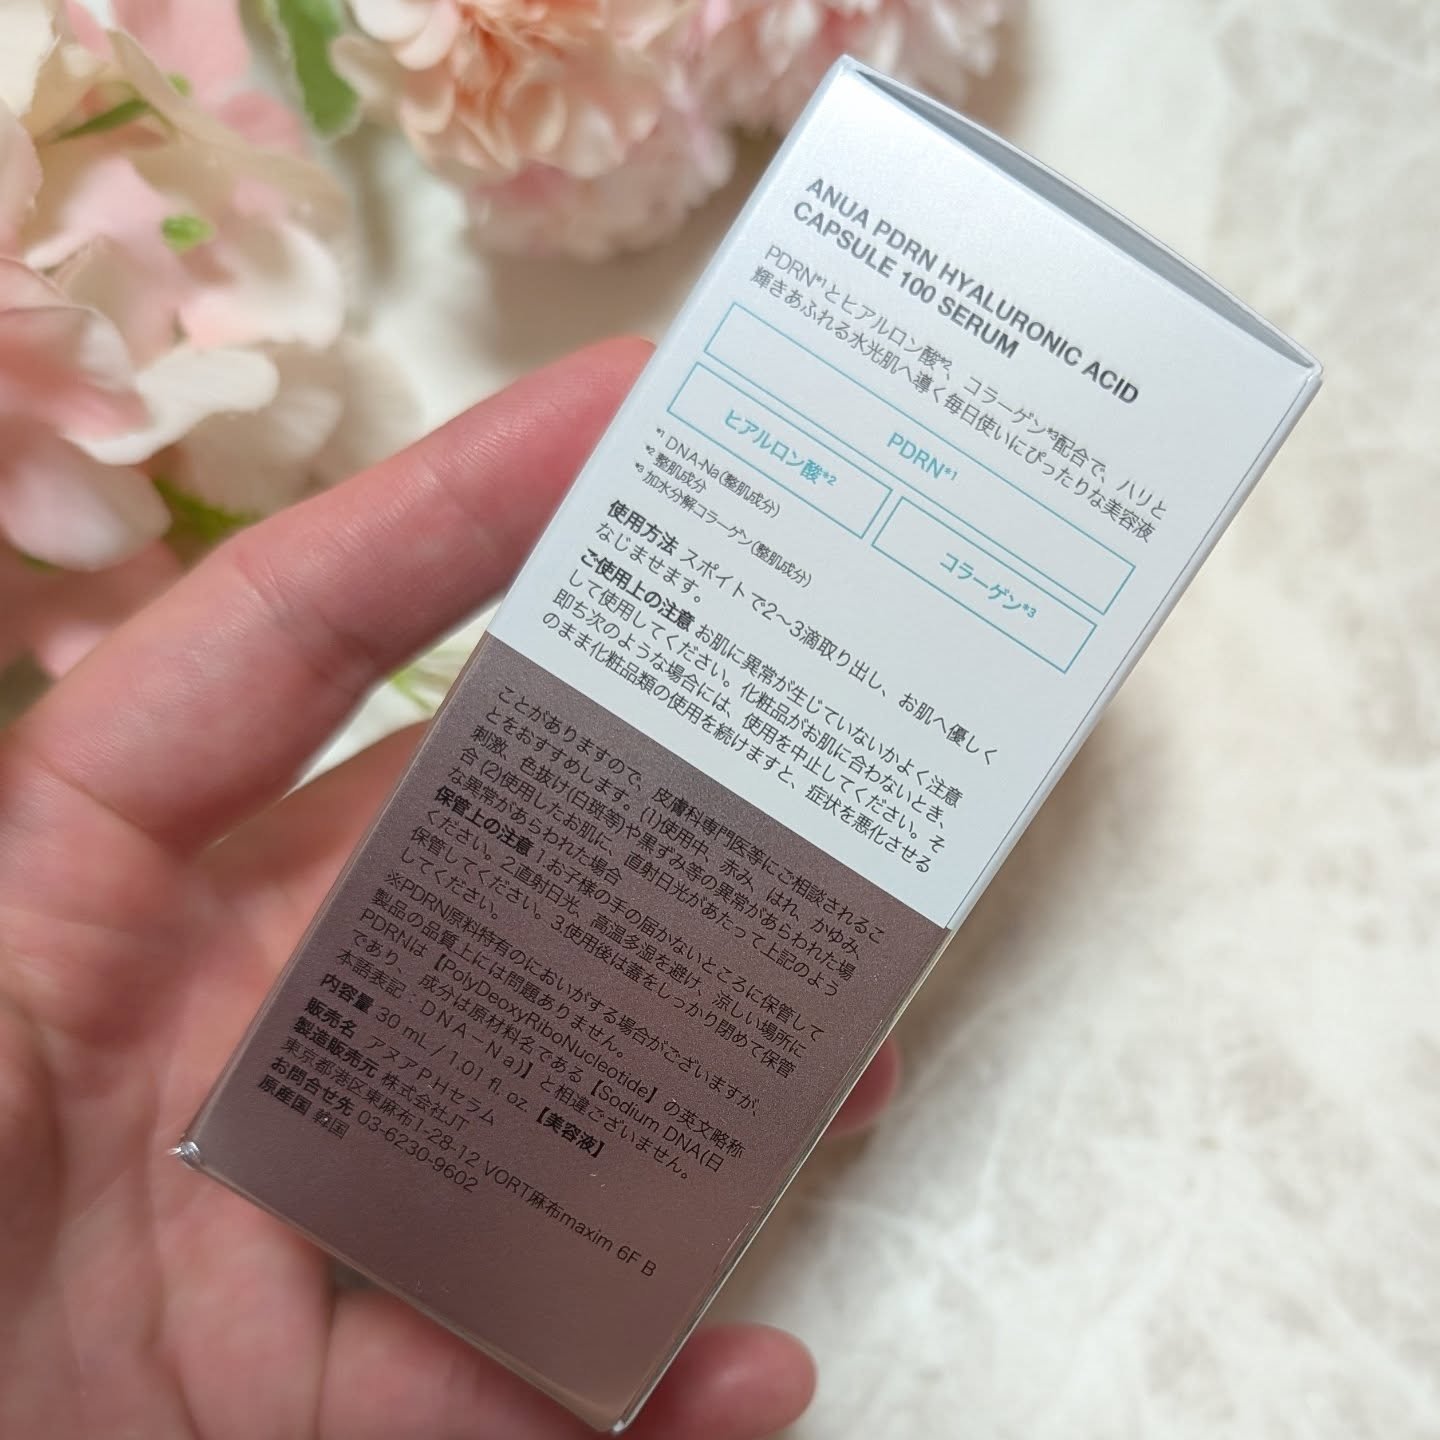 ANUA PDRN HYALURONIC ACID
CAPSULE 100 SERUM
PDRN*1とヒアルロン酸*2、コラーゲン*3配合で、ハリと
輝きあふれる水光肌へ導く毎日使いにぴったりな美容液
PDRN*1
ヒアルロン酸*2
コラーゲン*3
*1 DNA-Na(整肌成分)
*2 整肌成分
*3 加水分解コラーゲン(整肌成分)
使用方法 スポイトで2〜3滴取り出し、お肌へ優しく
なじませます。
ご使用上の注意 お肌に異常が生じていないかよく注意
して使用してください。化粧品がお肌に合わないとき、
即ち次のような場合には、使用を中止してください。そ
のまま化粧品類の使用を続けますと、症状を悪化させる
ことがありますので、皮膚科専門医等にご相談されるこ
とをおすすめします。(1)使用中、赤み、はれ、かゆみ、
刺激、色抜け(白斑等)や黒ずみ等の異常があらわれた場
合 (2)使用したお肌に、直射日光があたって上記のよう
な異常があらわれた場合
保管上の注意 1.お子様の手の届かないところに保管して
ください。2.直射日光、高温多湿を避け、涼しい場所に
保管してください。3.使用後は蓋をしっかり閉めて保管
してください。
※PDRN原料特有のにおいがする場合がございますが、
製品の品質上には問題ありません。
PDRNは、【PolyDeoxyRiboNucleotide】の英文略称
であり、成分は原材料名である【Sodium DNA(日
本語表記:DNA-Na)】と相違ございません。
内容量 30 mL / 1.01 fl. oz. 【美容液】
販売名 アヌアPHセラム
製造販売元 株式会社JT
東京都港区東麻布1-28-12 VORT麻布maxim 6F B
お問合せ先 03-6230-9602
原産国 韓国